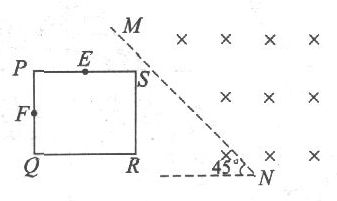 M
× × × ×
P E S
× × ×
F
× × ×
Q R 45° N